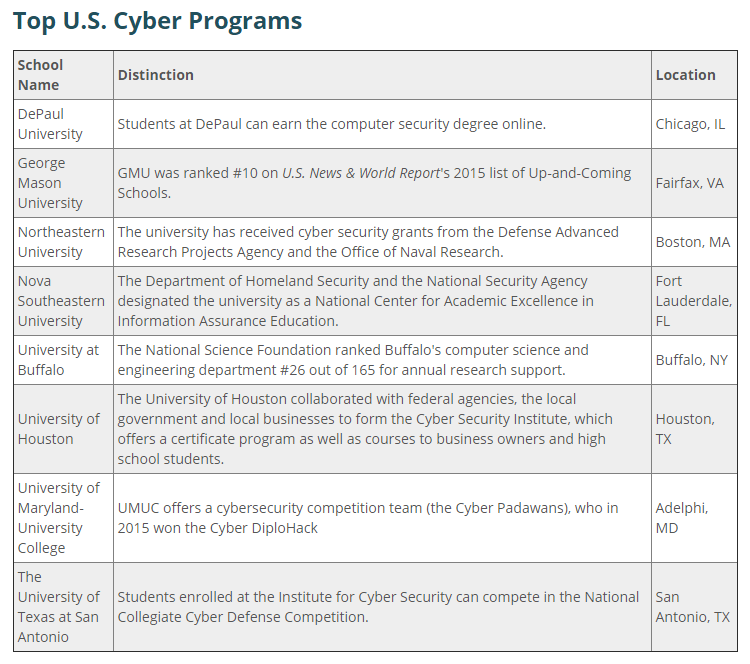 Top U.S. Cyber Programs
School
Name
Distinction
Location
DePaul
University
Students at DePaul can earn the computer security degree online.
Chicago, IL
George
Mason
University
GMU was ranked #10 on U.S. News & World Report's 2015 list of Up-and-Coming
Schools.
Fairfax, VA
Northeastern
University
The university has received cyber security grants from the Defense Advanced
Research Projects Agency and the Office of Naval Research.
Boston, MA
Nova
Southeastern
University
The Department of Homeland Security and the National Security Agency
designated the university as a National Center for Academic Excellence in
Information Assurance Education.
Fort
Lauderdale,
FL
University at
Buffalo
The National Science Foundation ranked Buffalo's computer science and
engineering department #26 out of 165 for annual research support.
Buffalo, NY
University of
Houston
The University of Houston collaborated with federal agencies, the local
government and local businesses to form the Cyber Security Institute, which
offers a certificate program as well as courses to business owners and high
school students.
Houston,
TX
University of
Maryland-
University
College
UMUC offers a cybersecurity competition team (the Cyber Padawans), who in
2015 won the Cyber DiploHack
Adelphi,
MD
The
University of
Texas at San
Antonio
Students enrolled at the Institute for Cyber Security can compete in the National
Collegiate Cyber Defense Competition.
San
Antonio, TX